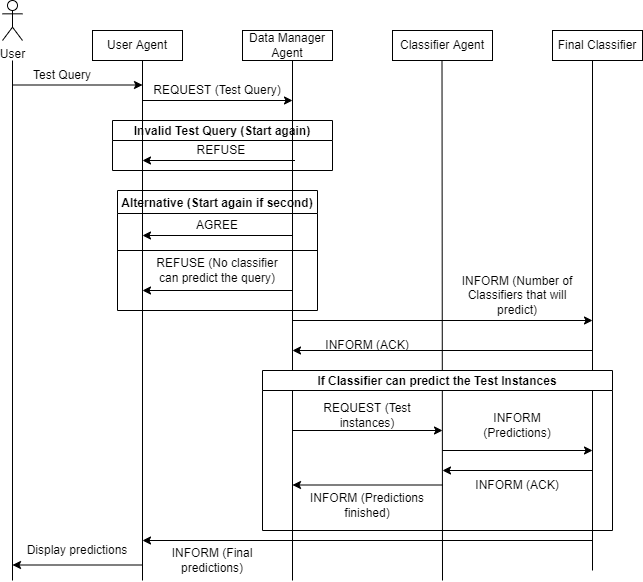 User
User Agent
Data Manager
Agent
Classifier Agent
Final Classifier
Test Query
REQUEST (Test Query)
Invalid Test Query (Start again)
REFUSE
Alternative (Start again if second)
AGREE
REFUSE (No classifier
can predict the query)
INFORM (Number of
Classifiers that will
predict)
INFORM (ACK)
If Classifier can predict the Test Instances
REQUEST (Test
instances)
INFORM
(Predictions)
INFORM (ACK)
INFORM (Predictions
finished)
Display predictions
INFORM (Final
predictions)